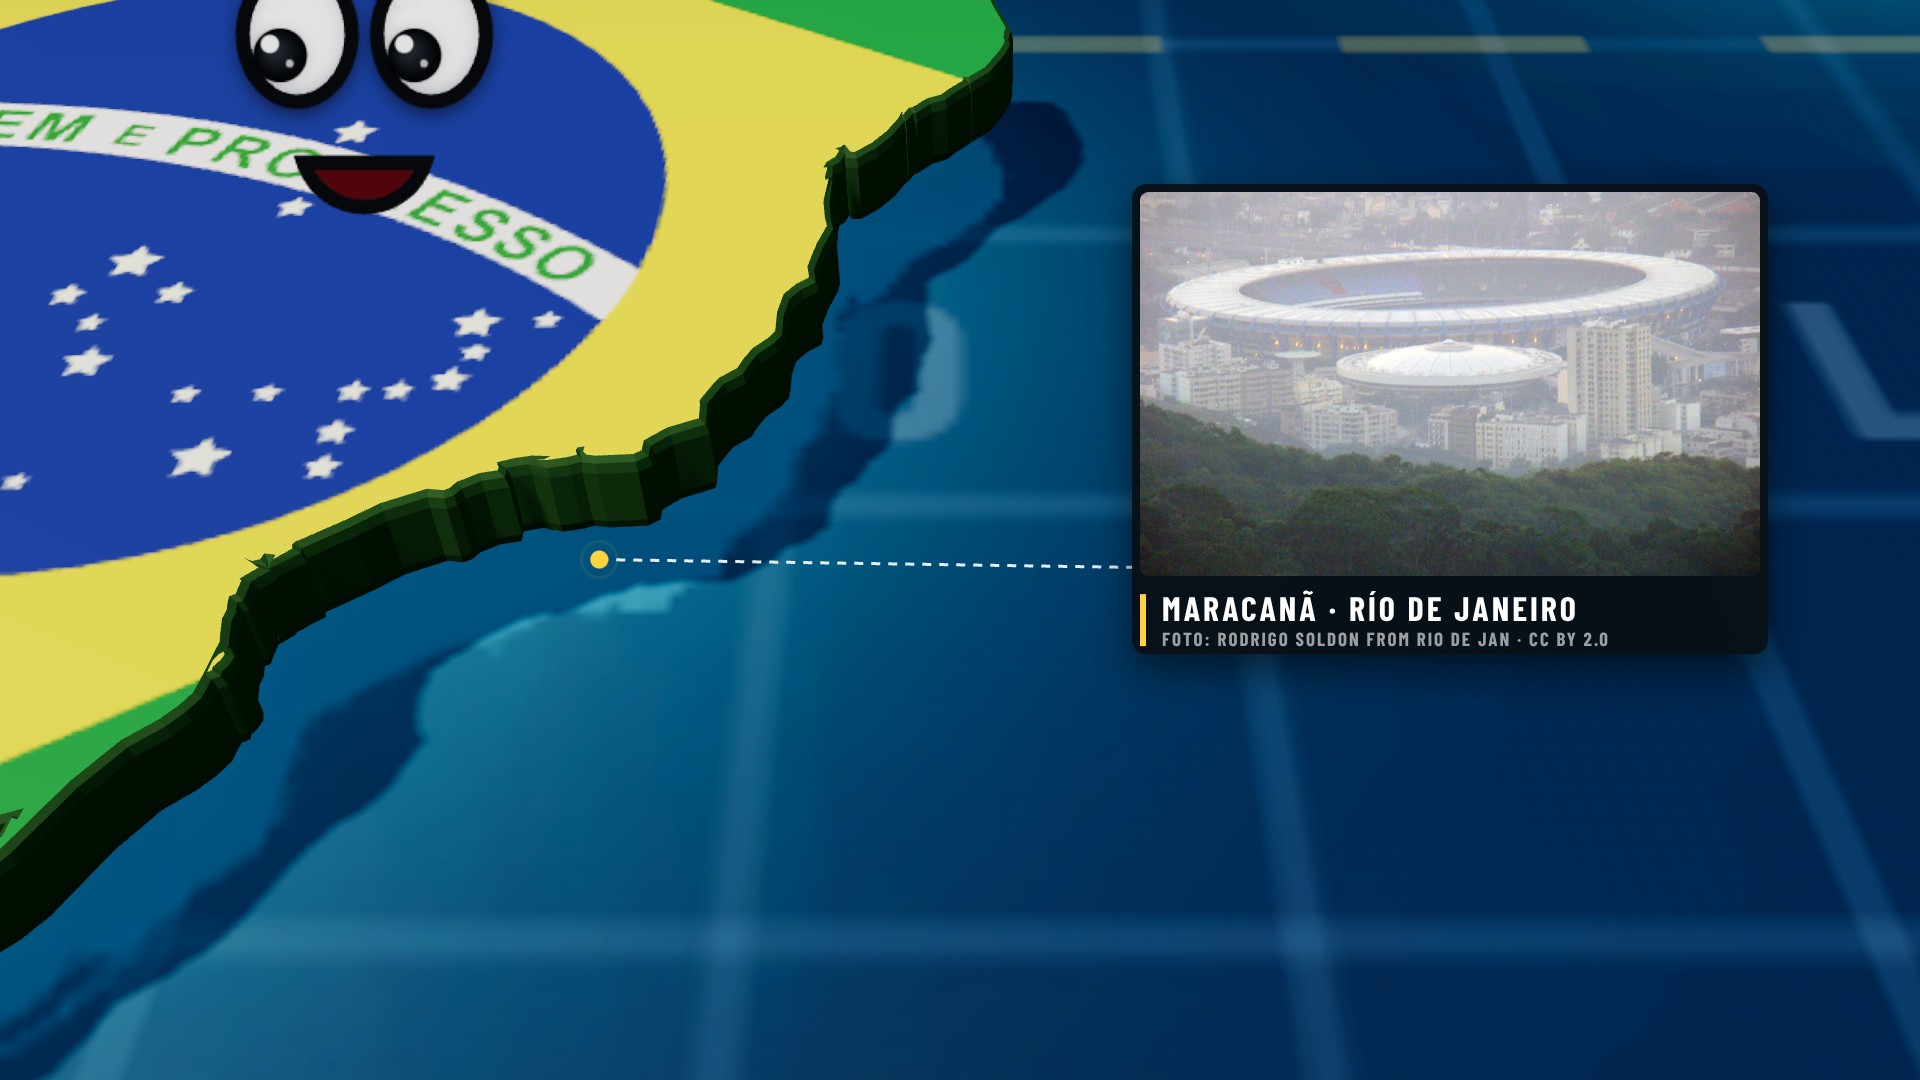 EM E PRO ESSO
MARACANÃ · RÍO DE JANEIRO
FOTO: RODRIGO SOLDON FROM RIO DE JAN · CC BY 2.0